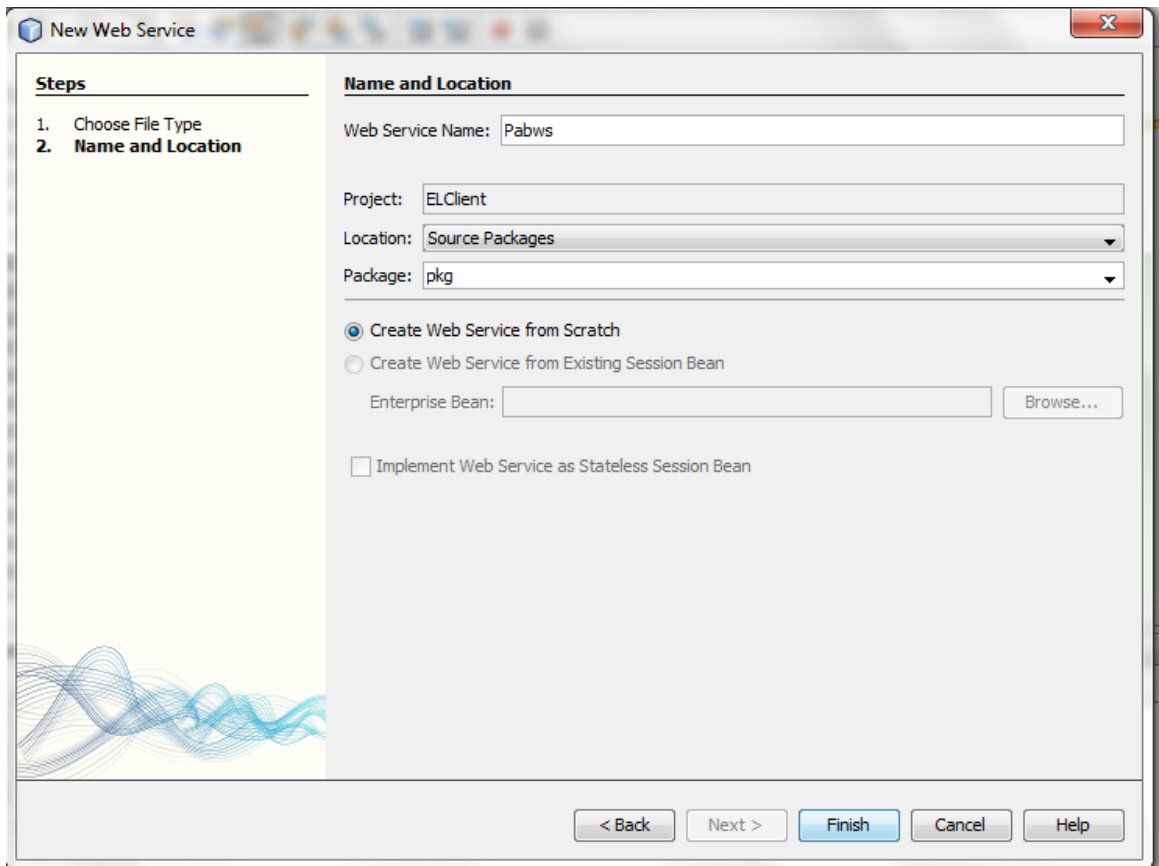 New Web Service
Steps
1. Choose File Type
2. Name and Location
Name and Location
Web Service Name: Pabws
Project: ELClient
Location: Source Packages
Package: pkg
Create Web Service from Scratch
Create Web Service from Existing Session Bean
Enterprise Bean: Browse...
Implement Web Service as Stateless Session Bean
< Back Next > Finish Cancel Help